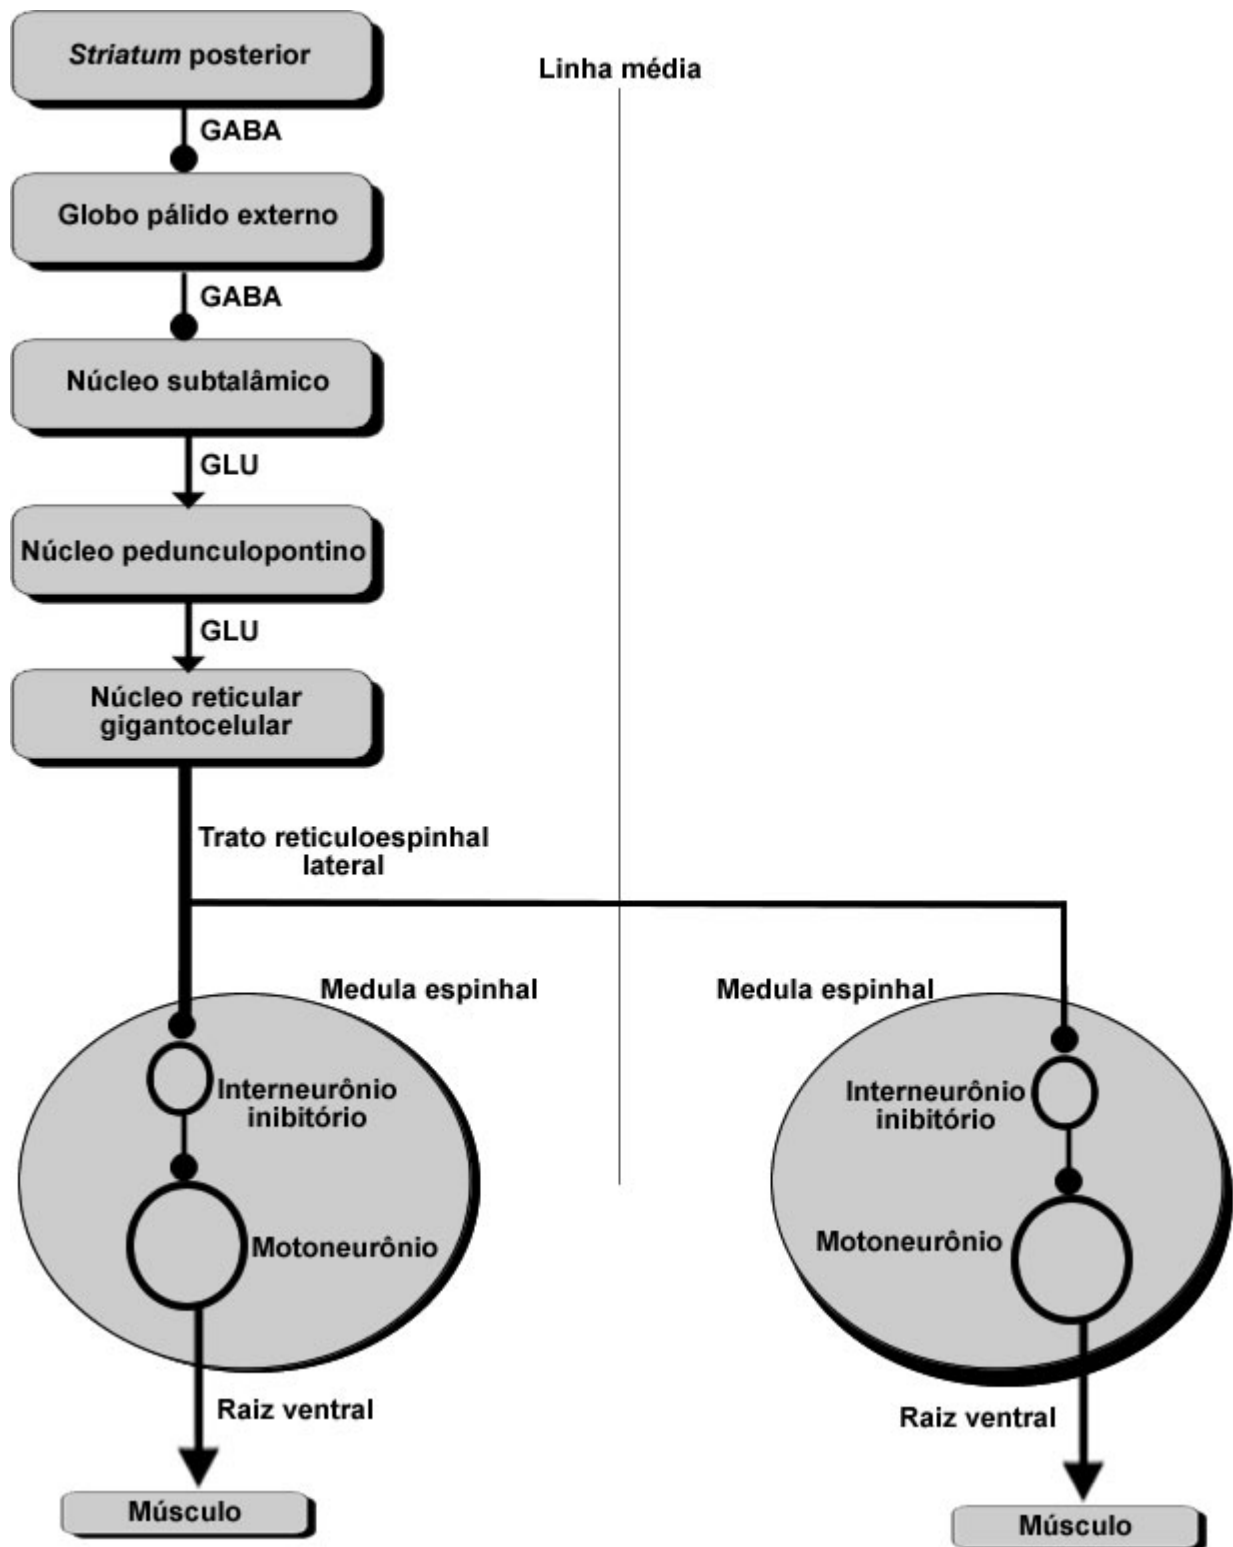 Striatum posterior
Linha média
GABA
Globo pálido externo
GABA
Núcleo subtalâmico
GLU
Núcleo pedunculopontino
GLU
Núcleo reticular
gigantocelular
Trato reticuloespinhal
lateral
Medula espinhal
Interneurônio
inibitório
Motoneurônio
Raiz ventral
Músculo
Medula espinhal
Interneurônio
inibitório
Motoneurônio
Raiz ventral
Músculo